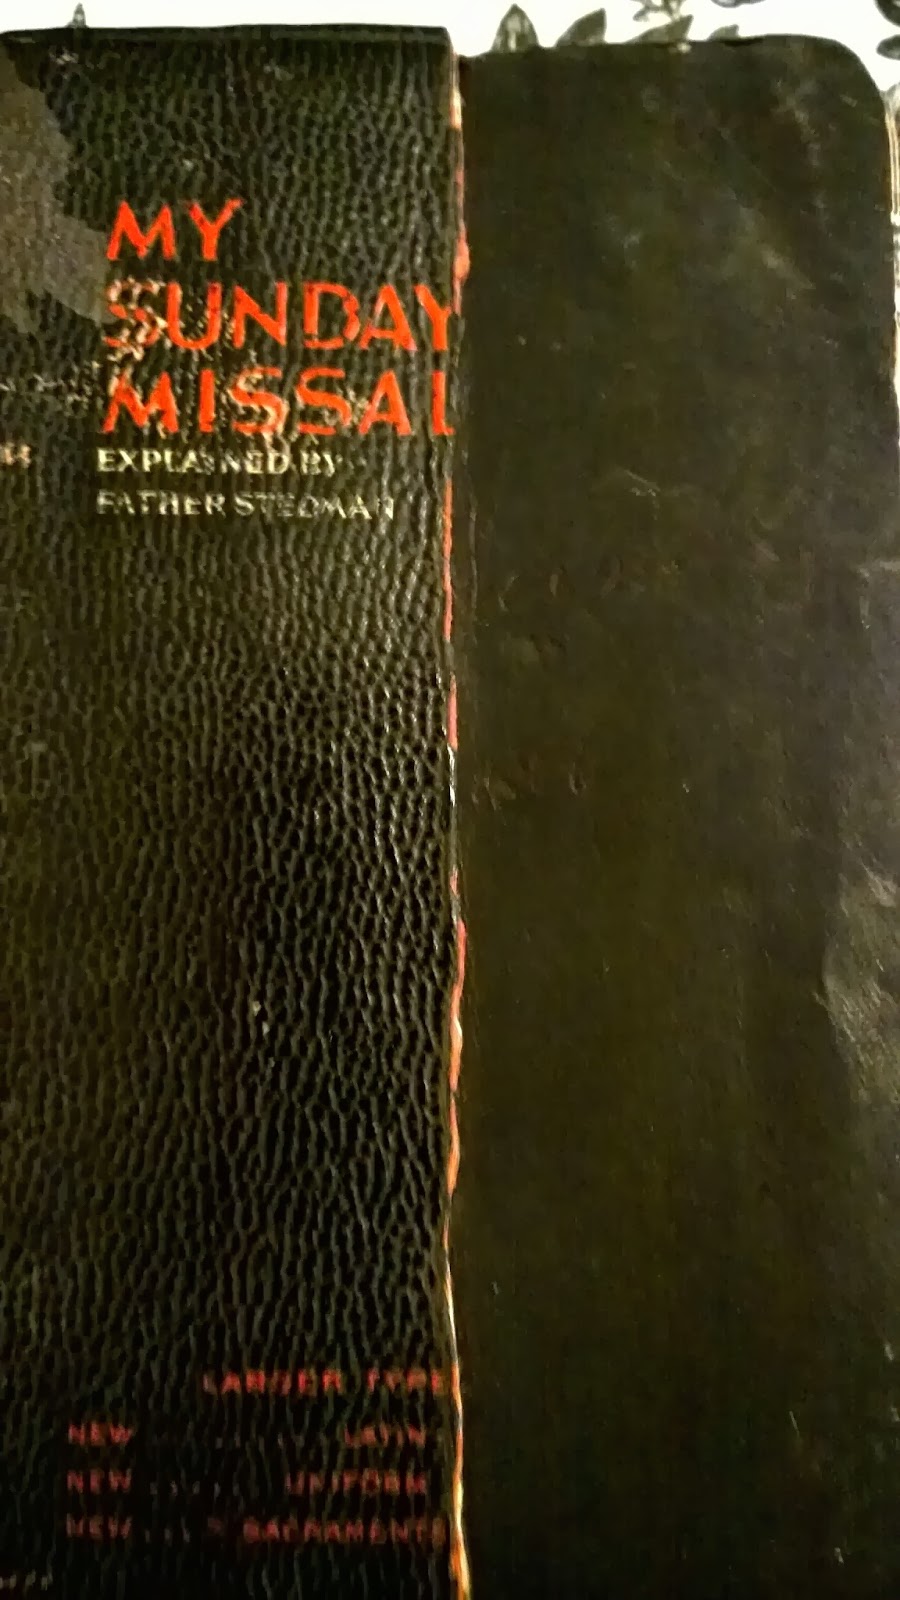 MY
SUNDAY
MISSAL
EXPLAINED BY
FATHER STEDMAN
LARGER TYPE
NEW LATIN
NEW UNIFORM
NEW SACRAMENTS